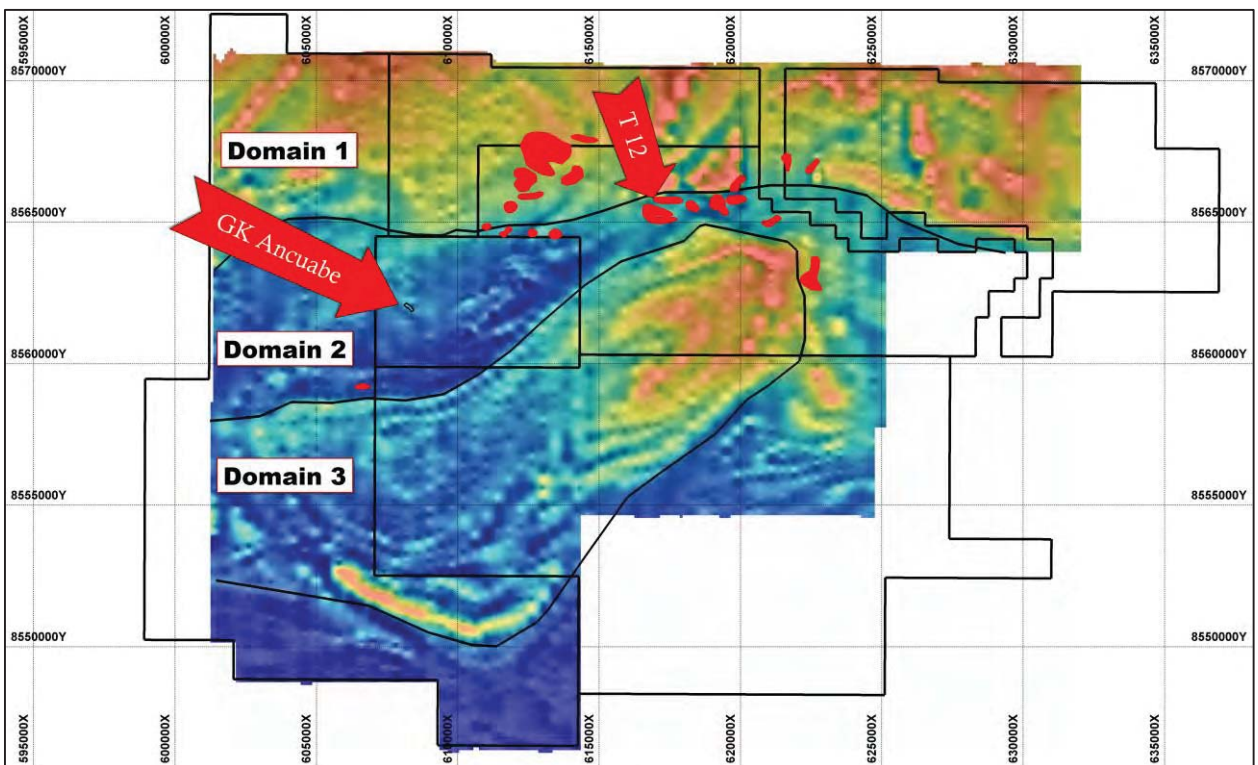 595000X
600000X
605000X
610000X
615000X
620000X
625000X
630000X
635000X
8570000Y
8570000Y
Domain 1
T 12
8565000Y
8565000Y
GK Ancuabe
Domain 2
8560000Y
8560000Y
Domain 3
8555000Y
8555000Y
8550000Y
8550000Y
595000X
600000X
605000X
610000X
615000X
620000X
625000X
630000X
635000X